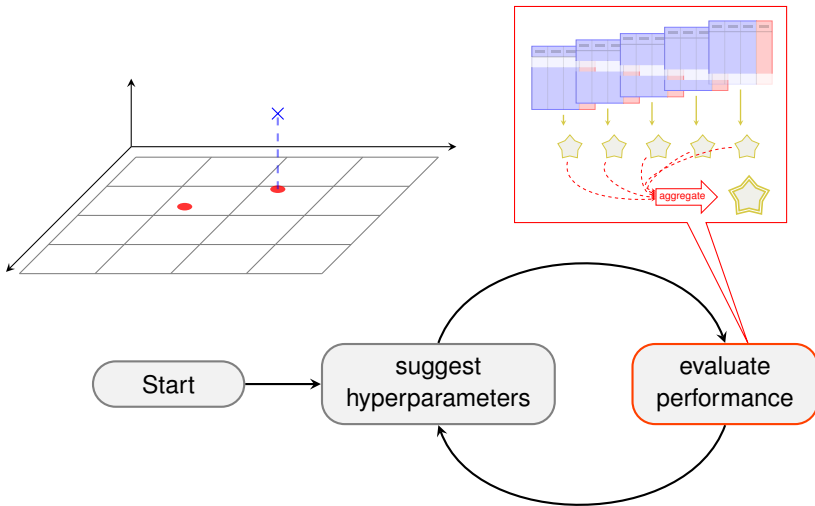 aggregate
Start
suggest
hyperparameters
evaluate
performance